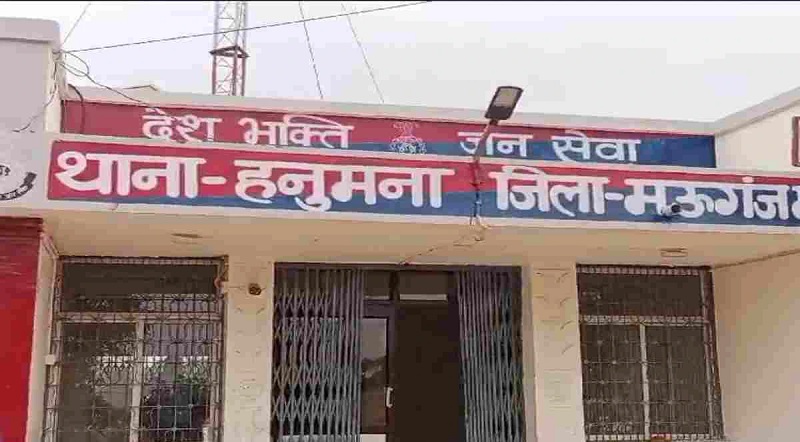 देश भक्ति जन सेवा
थाना-हनुमना जिला-मऊगंज